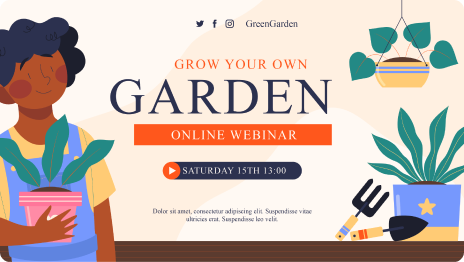 GreenGarden
GROW YOUR OWN
GARDEN
ONLINE WEBINAR
SATURDAY 15TH 13:00
Dolor sit amet, consectetur adipiscing elit. Suspendisse vitae
ultricies erat. Suspendisse leo velit.